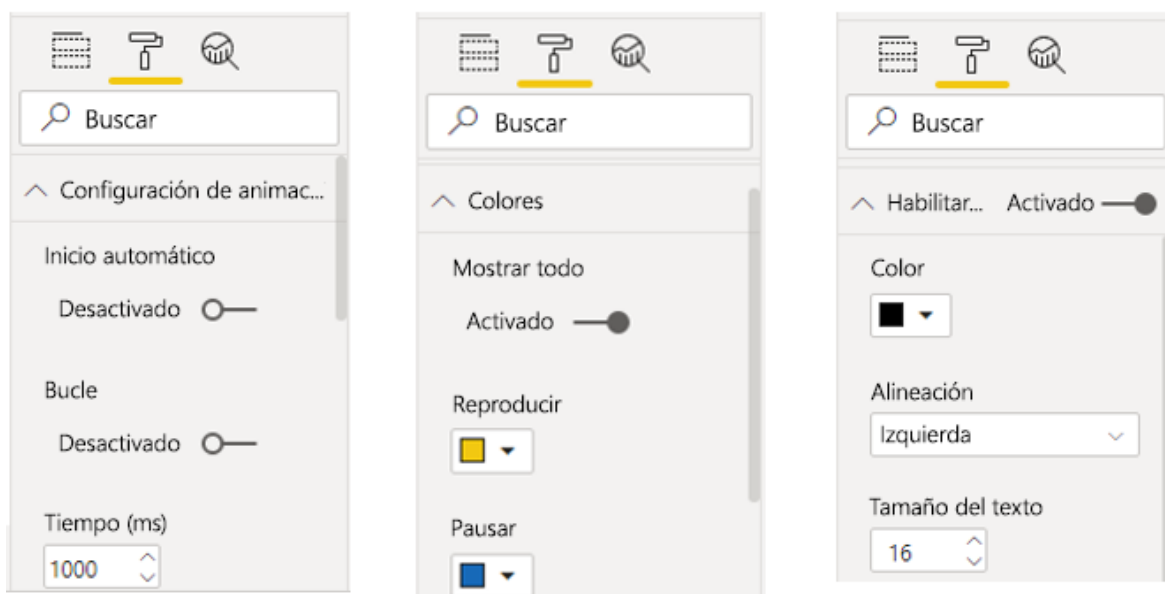 Buscar
Configuración de animac...
Inicio automático
Desactivado
Bucle
Desactivado
Tiempo (ms)
1000
Buscar
Colores
Mostrar todo
Activado
Reproducir
Pausar
Buscar
Habilitar... Activado
Color
Alineación
Izquierda
Tamaño del texto
16